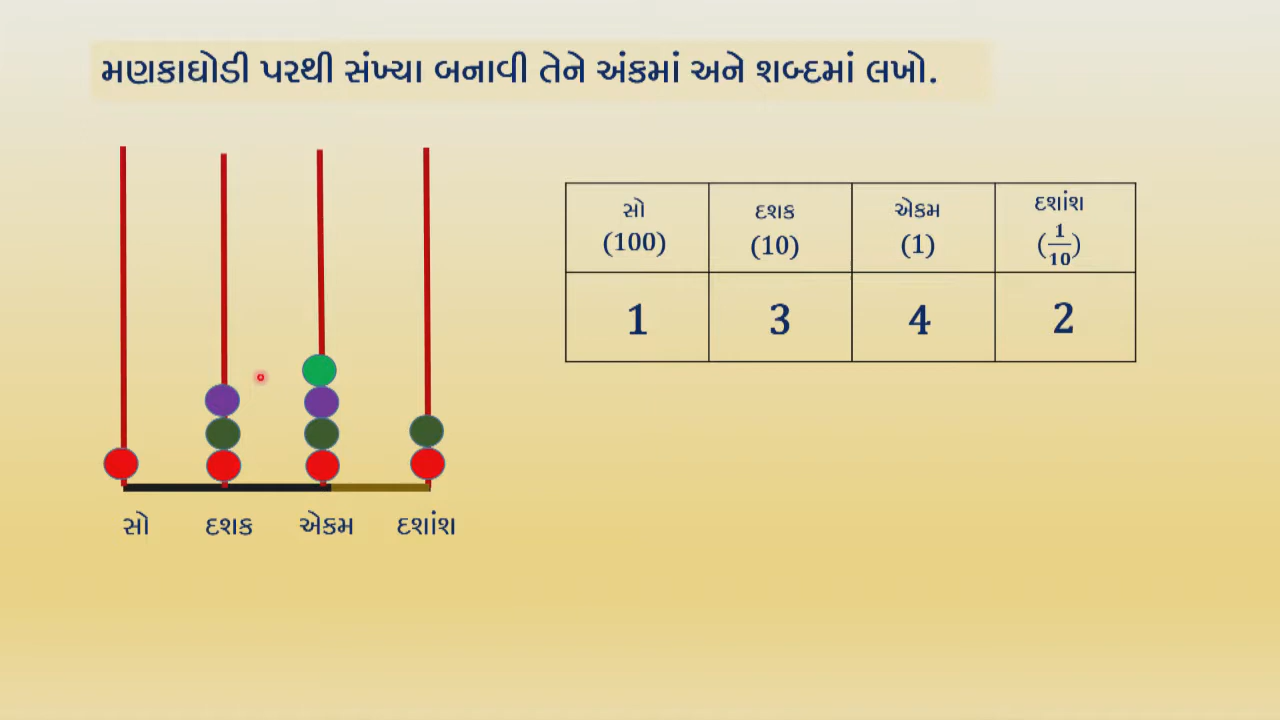 મણકાઘોડી પરથી સંખ્યા બનાવી તેને અંકમાં અને શબ્દમાં લખો.
સો દશક એકમ દશાંશ
(100) (10) (1) (1/10)
1 3 4 2
સો દશક એકમ દશાંશ